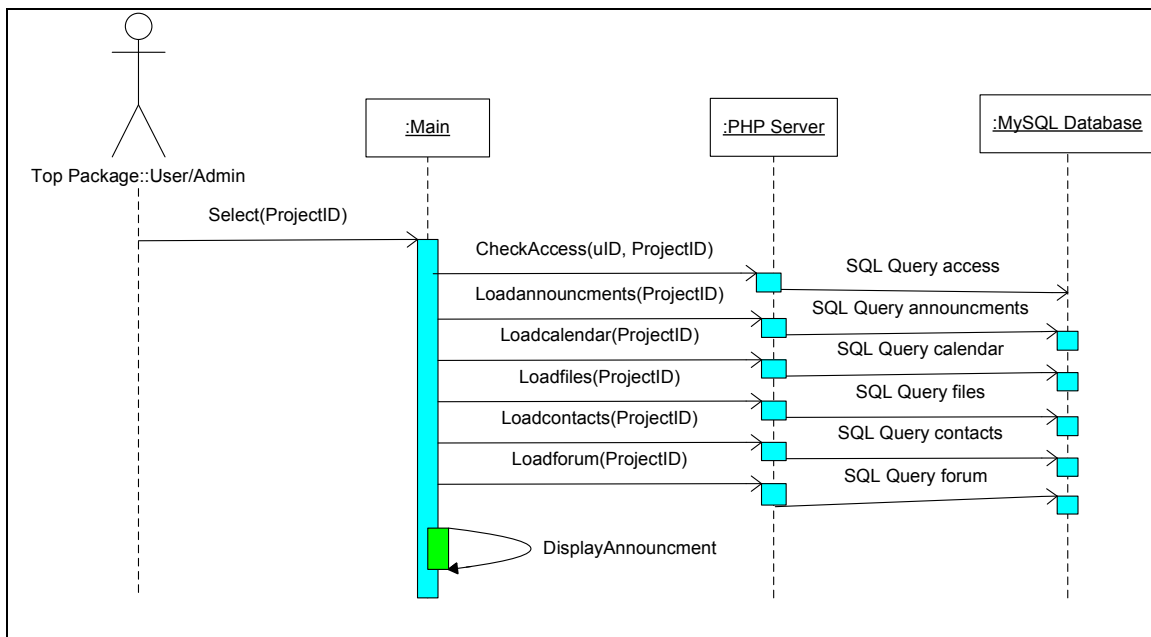 :Main
:PHP Server
:MySQL Database
Top Package::User/Admin
Select(ProjectID)
CheckAccess(uID, ProjectID)
SQL Query access
Loadannouncments(ProjectID)
SQL Query announcments
Loadcalendar(ProjectID)
SQL Query calendar
Loadfiles(ProjectID)
SQL Query files
Loadcontacts(ProjectID)
SQL Query contacts
Loadforum(ProjectID)
SQL Query forum
DisplayAnnouncment